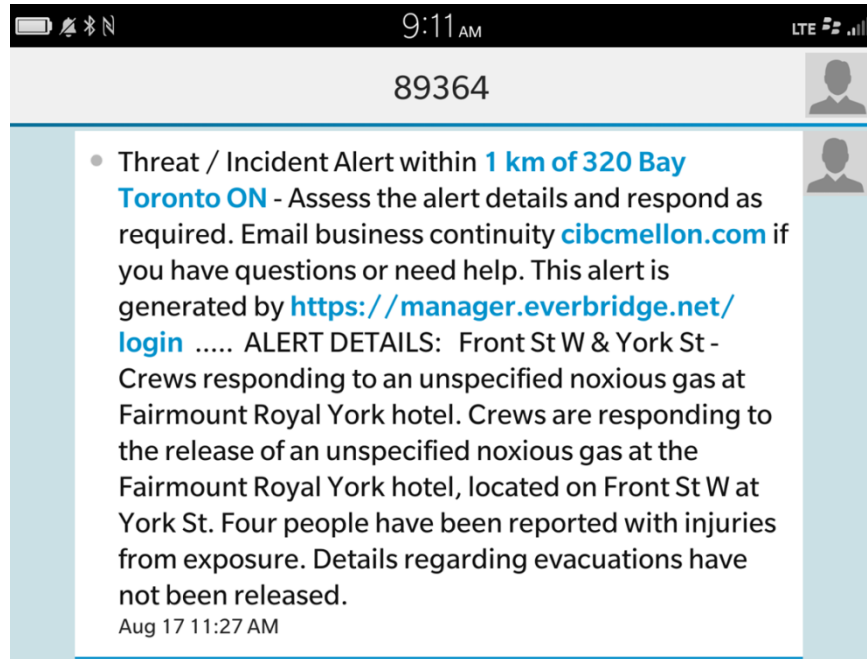 9:11 AM
LTE
89364
Threat / Incident Alert within 1 km of 320 Bay
Toronto ON - Assess the alert details and respond as
required. Email business continuity cibcmellon.com if
you have questions or need help. This alert is
generated by https://manager.everbridge.net/
login ..... ALERT DETAILS: Front St W & York St -
Crews responding to an unspecified noxious gas at
Fairmount Royal York hotel. Crews are responding to
the release of an unspecified noxious gas at the
Fairmount Royal York hotel, located on Front St W at
York St. Four people have been reported with injuries
from exposure. Details regarding evacuations have
not been released.
Aug 17 11:27 AM